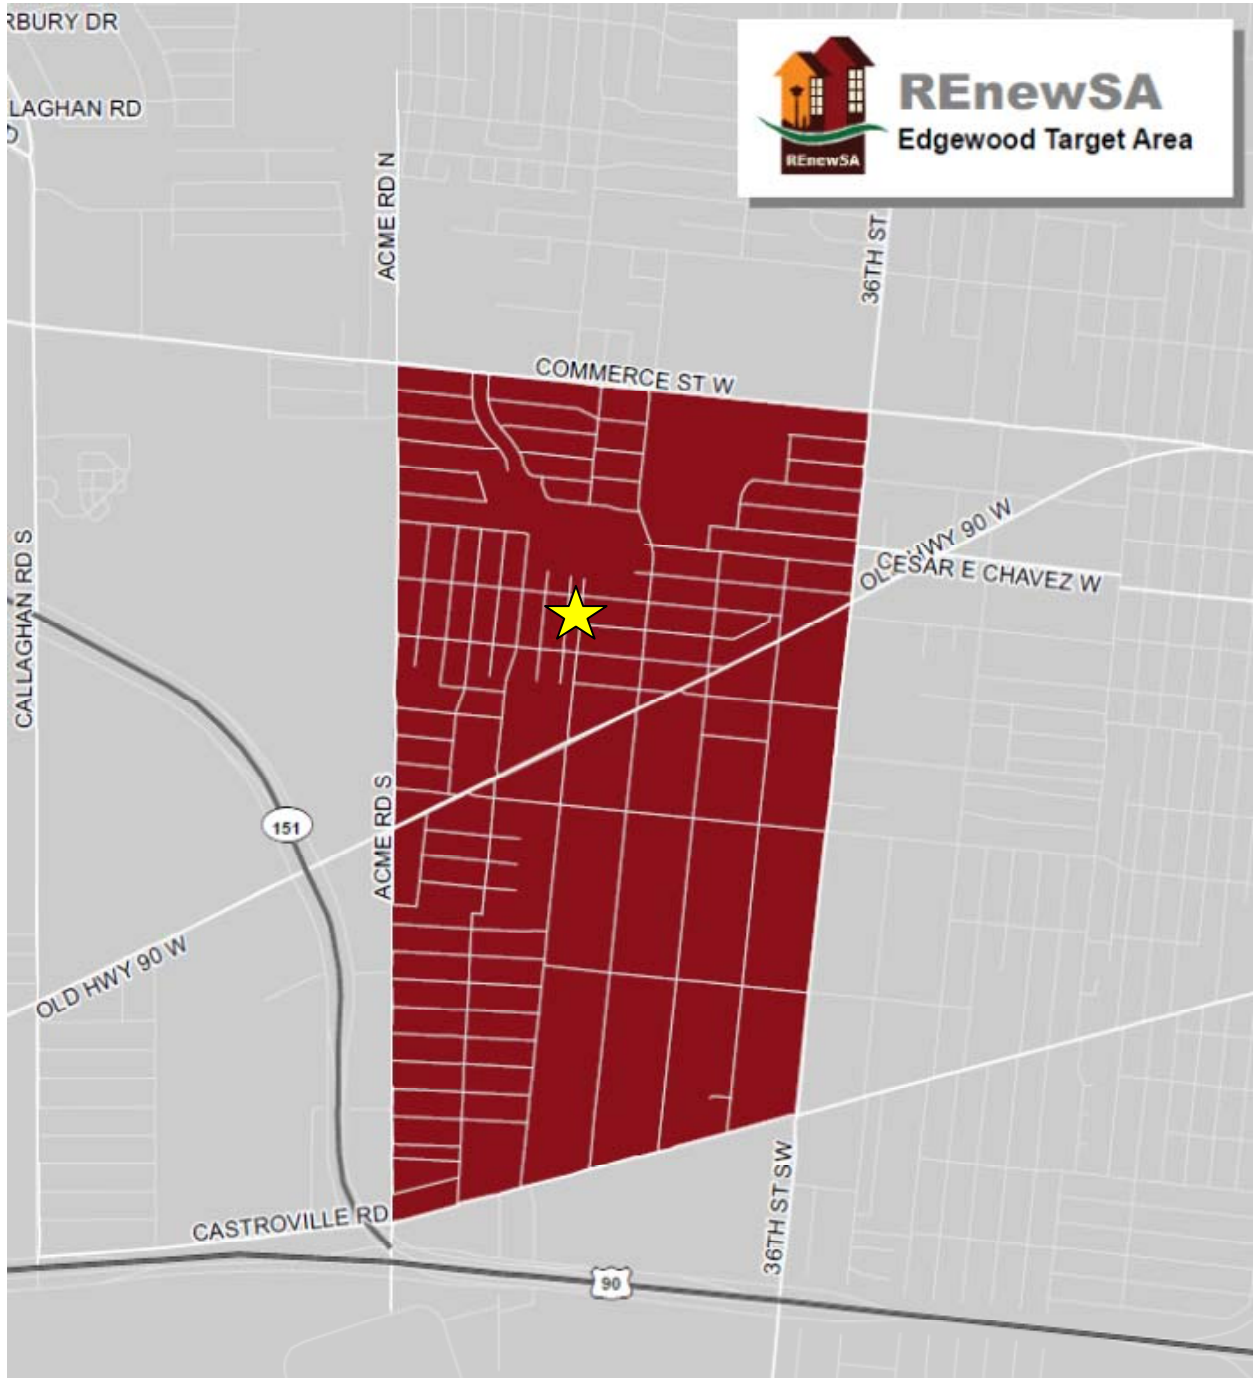 RBURY DR
LAGHAN RD
D
REnewSA
REnewSA
Edgewood Target Area
ACME RD N
36TH ST
COMMERCE ST W
OLD HWY 90 W
CESAR E CHAVEZ W
CALLAGHAN RD S
151
ACME RD S
OLD HWY 90 W
CASTROVILLE RD
36TH ST SW
90